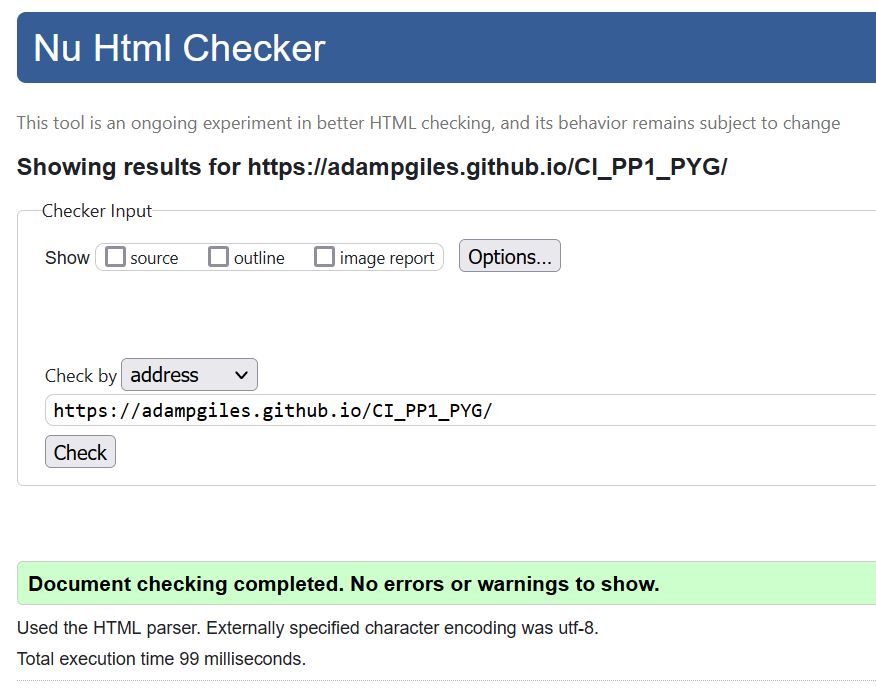 Nu Html Checker
This tool is an ongoing experiment in better HTML checking, and its behavior remains subject to change
Showing results for https://adampgiles.github.io/CI_PP1_PYG/
Checker Input
Show source outline image report Options...
Check by address
https://adampgiles.github.io/CI_PP1_PYG/
Check
Document checking completed. No errors or warnings to show.
Used the HTML parser. Externally specified character encoding was utf-8.
Total execution time 99 milliseconds.